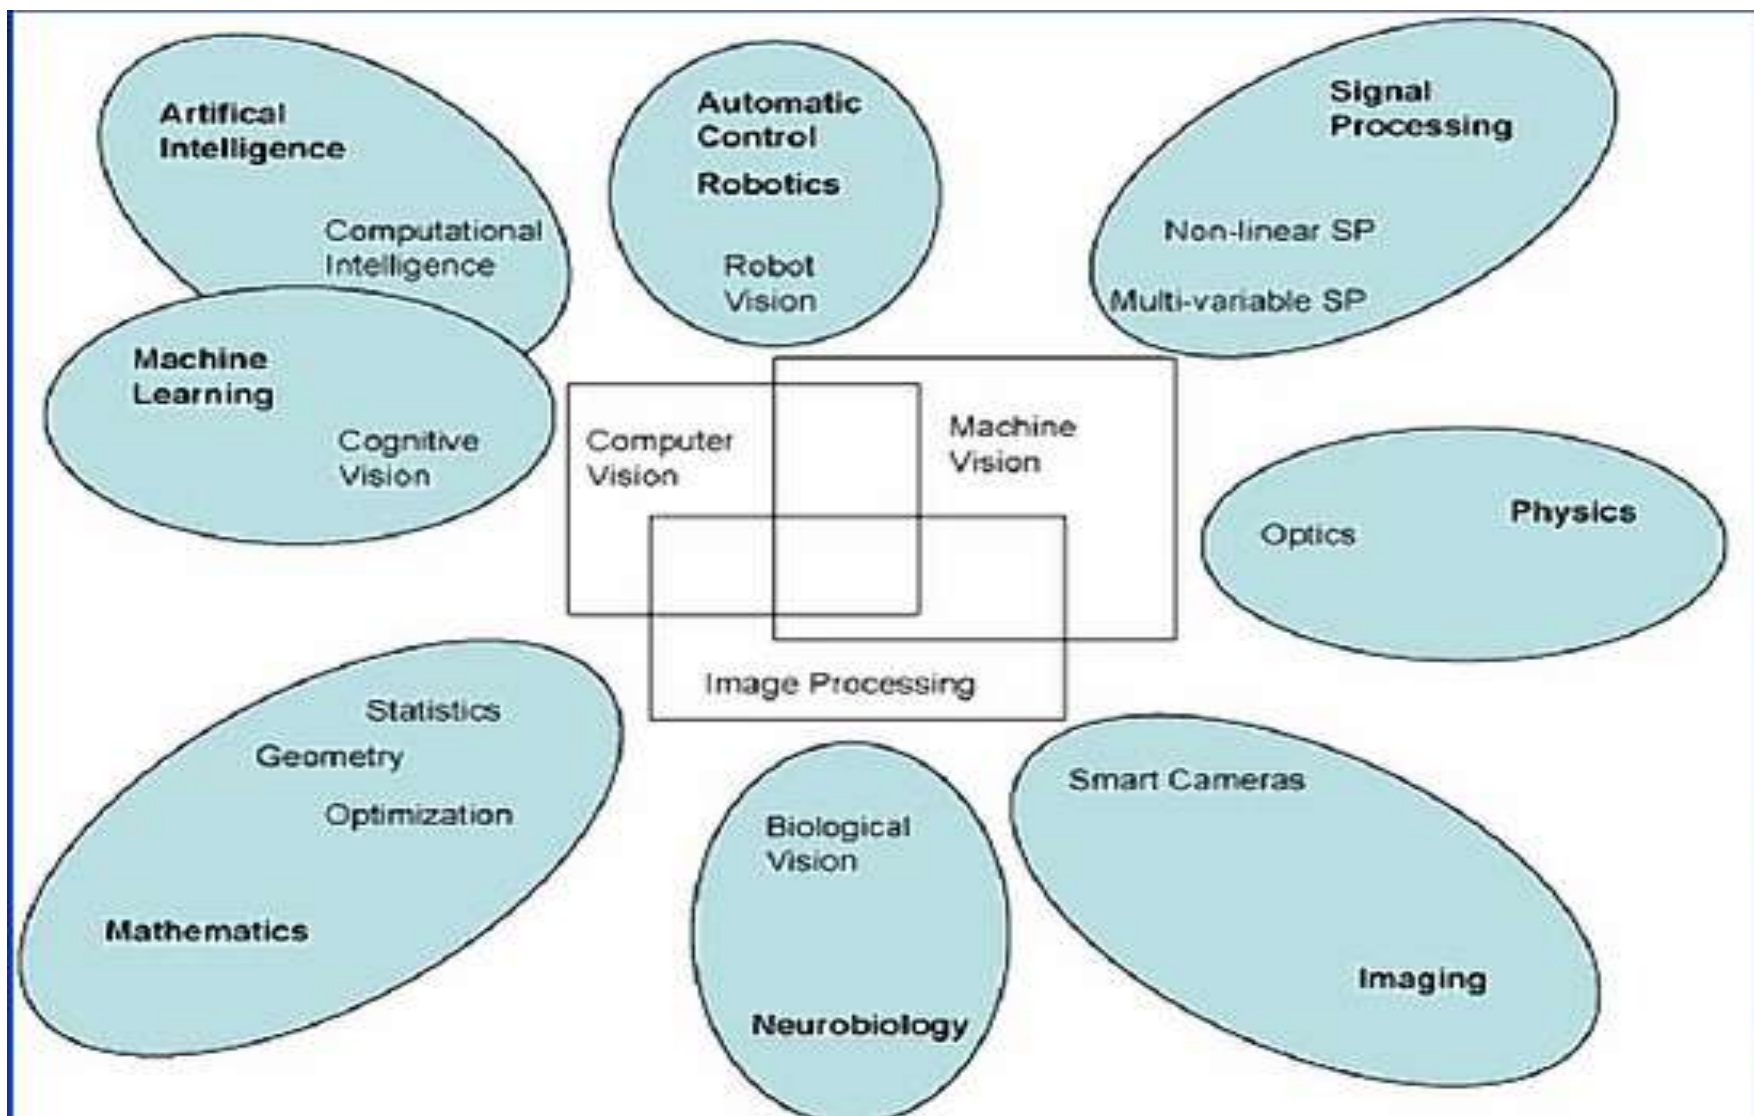 Artifical
Intelligence
Computational
Intelligence
Automatic
Control
Robotics
Robot
Vision
Signal
Processing
Non-linear SP
Multi-variable SP
Machine
Learning
Cognitive
Vision
Computer
Vision
Machine
Vision
Image Processing
Optics
Physics
Statistics
Geometry
Optimization
Mathematics
Biological
Vision
Neurobiology
Smart Cameras
Imaging